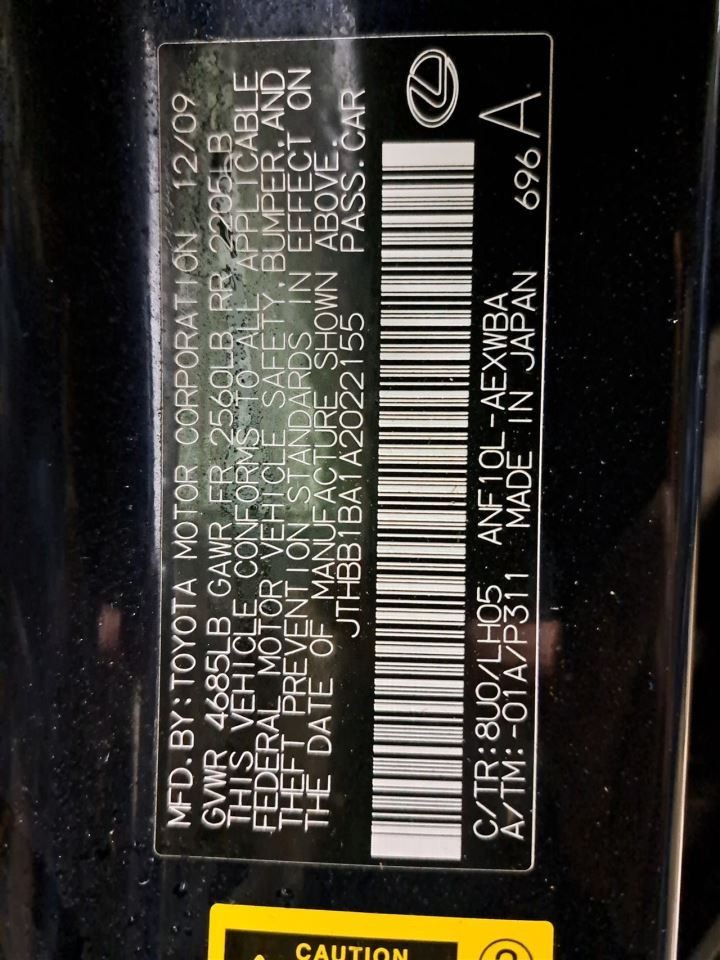 MFD. BY: TOYOTA MOTOR CORPORATION 12/09
GVWR 4685LB GAWR FR 2560LB RR 2205LB
THIS VEHICLE CONFORMS TO ALL APPLICABLE
FEDERAL MOTOR VEHICLE SAFETY, BUMPER, AND
THEFT PREVENTION STANDARDS IN EFFECT ON
THE DATE OF MANUFACTURE SHOWN ABOVE.
JTHBB1BA1A2022155 PASS. CAR
C/TR: 8U0/LH05 ANF10L-AEXWBA
A/TM: -01A/P311 MADE IN JAPAN 696 A
CAUTION